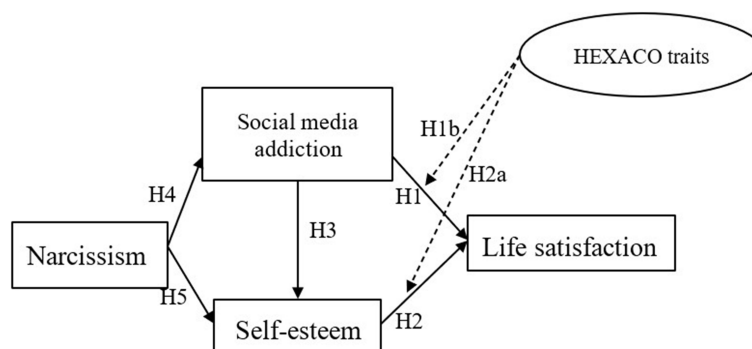 HEXACO traits
Social media
addiction
H1b
H2a
H4
H1
H3
Narcissism
Life satisfaction
H5
Self-esteem
H2